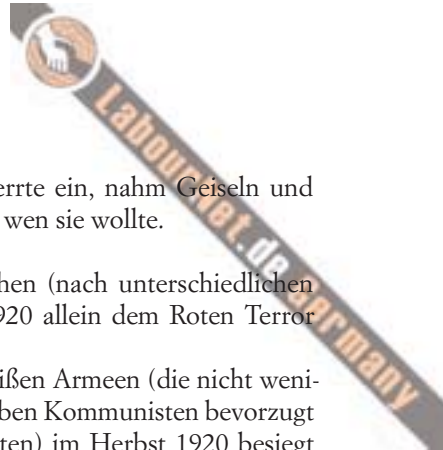 LabourNet.de Germany
errte ein, nahm Geiseln und
wen sie wollte.
hen (nach unterschiedlichen
920 allein dem Roten Terror
ißen Armeen (die nicht weni-
ben Kommunisten bevorzugt
ten) im Herbst 1920 besiegt